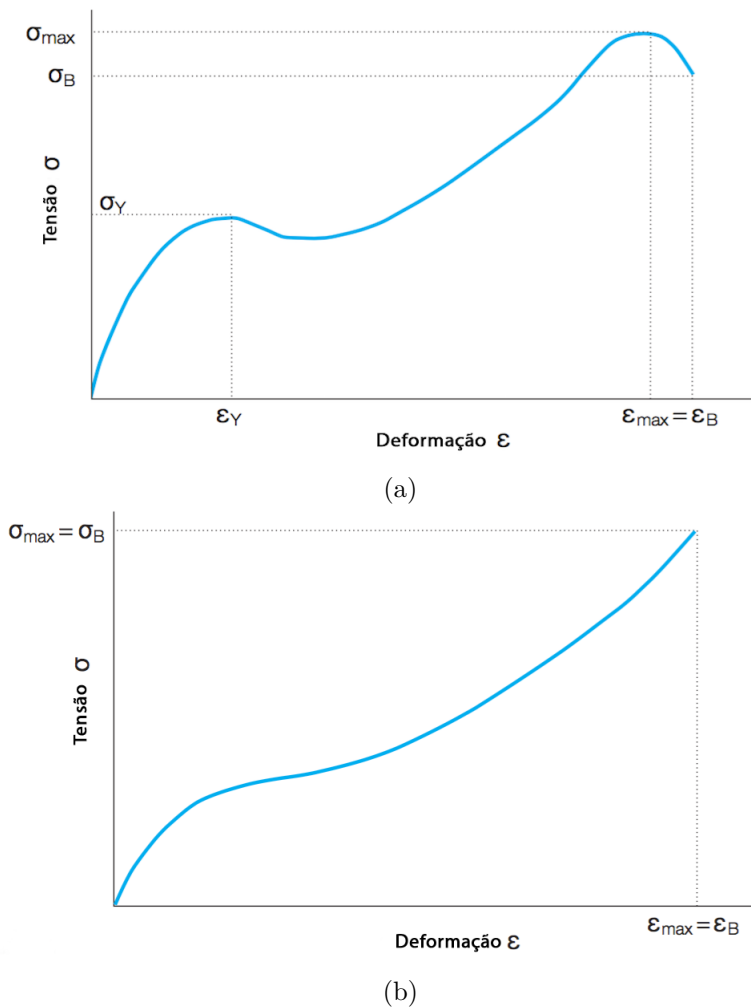 σmax
σB
σY
Tensão σ
εY
εmax = εB
Deformação ε
(a)
σmax = σB
Tensão σ
εmax = εB
Deformação ε
(b)